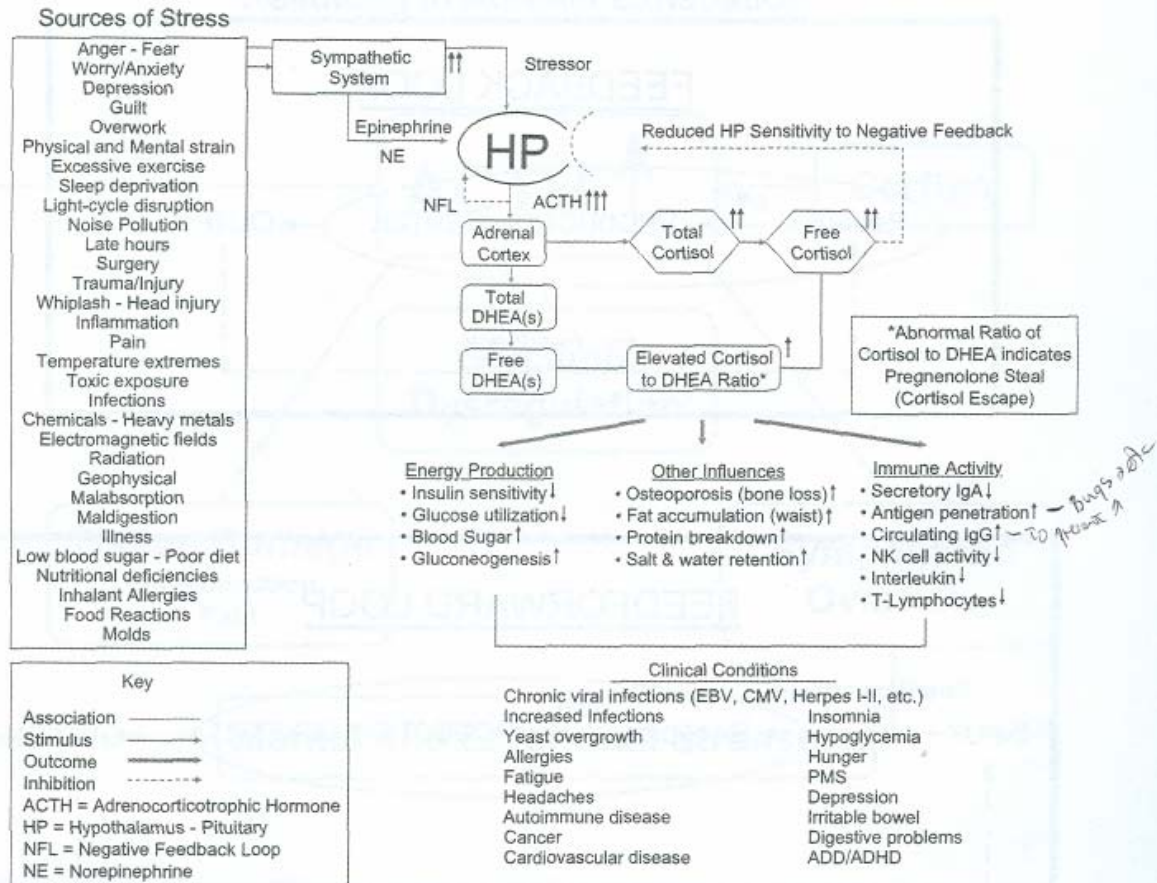 Sources of Stress
Anger - Fear
Worry/Anxiety
Depression
Guilt
Overwork
Physical and Mental strain
Excessive exercise
Sleep deprivation
Light-cycle disruption
Noise Pollution
Late hours
Surgery
Trauma/Injury
Whiplash - Head injury
Inflammation
Pain
Temperature extremes
Toxic exposure
Infections
Chemicals - Heavy metals
Electromagnetic fields
Radiation
Geophysical
Malabsorption
Maldigestion
Illness
Low blood sugar - Poor diet
Nutritional deficiencies
Inhalant Allergies
Food Reactions
Molds
Sympathetic
System
↑↑
Stressor
Epinephrine
NE
HP
Reduced HP Sensitivity to Negative Feedback
NFL
ACTH↑↑↑
Adrenal
Cortex
Total
Cortisol
↑↑
Free
Cortisol
↑↑
Total
DHEA(s)
Free
DHEA(s)
Elevated Cortisol
to DHEA Ratio*
↑
*Abnormal Ratio of
Cortisol to DHEA indicates
Pregnenolone Steal
(Cortisol Escape)
Energy Production
• Insulin sensitivity↓
• Glucose utilization↓
• Blood Sugar↑
• Gluconeogenesis↑
Other Influences
• Osteoporosis (bone loss)↑
• Fat accumulation (waist)↑
• Protein breakdown↑
• Salt & water retention↑
Immune Activity
• Secretory IgA↓
• Antigen penetration↑ - Bugs etc
• Circulating IgG↑ - To
• NK cell activity↓
• Interleukin↓
• T-Lymphocytes↓
Clinical Conditions
Chronic viral infections (EBV, CMV, Herpes I-II, etc.)
Increased Infections
Yeast overgrowth
Allergies
Fatigue
Headaches
Autoimmune disease
Cancer
Cardiovascular disease
Insomnia
Hypoglycemia
Hunger
PMS
Depression
Irritable bowel
Digestive problems
ADD/ADHD
Key
Association
Stimulus
Outcome
Inhibition
ACTH = Adrenocorticotrophic Hormone
HP = Hypothalamus - Pituitary
NFL = Negative Feedback Loop
NE = Norepinephrine
FEEDBACK LOOP
FEEDFORWARD LOOP